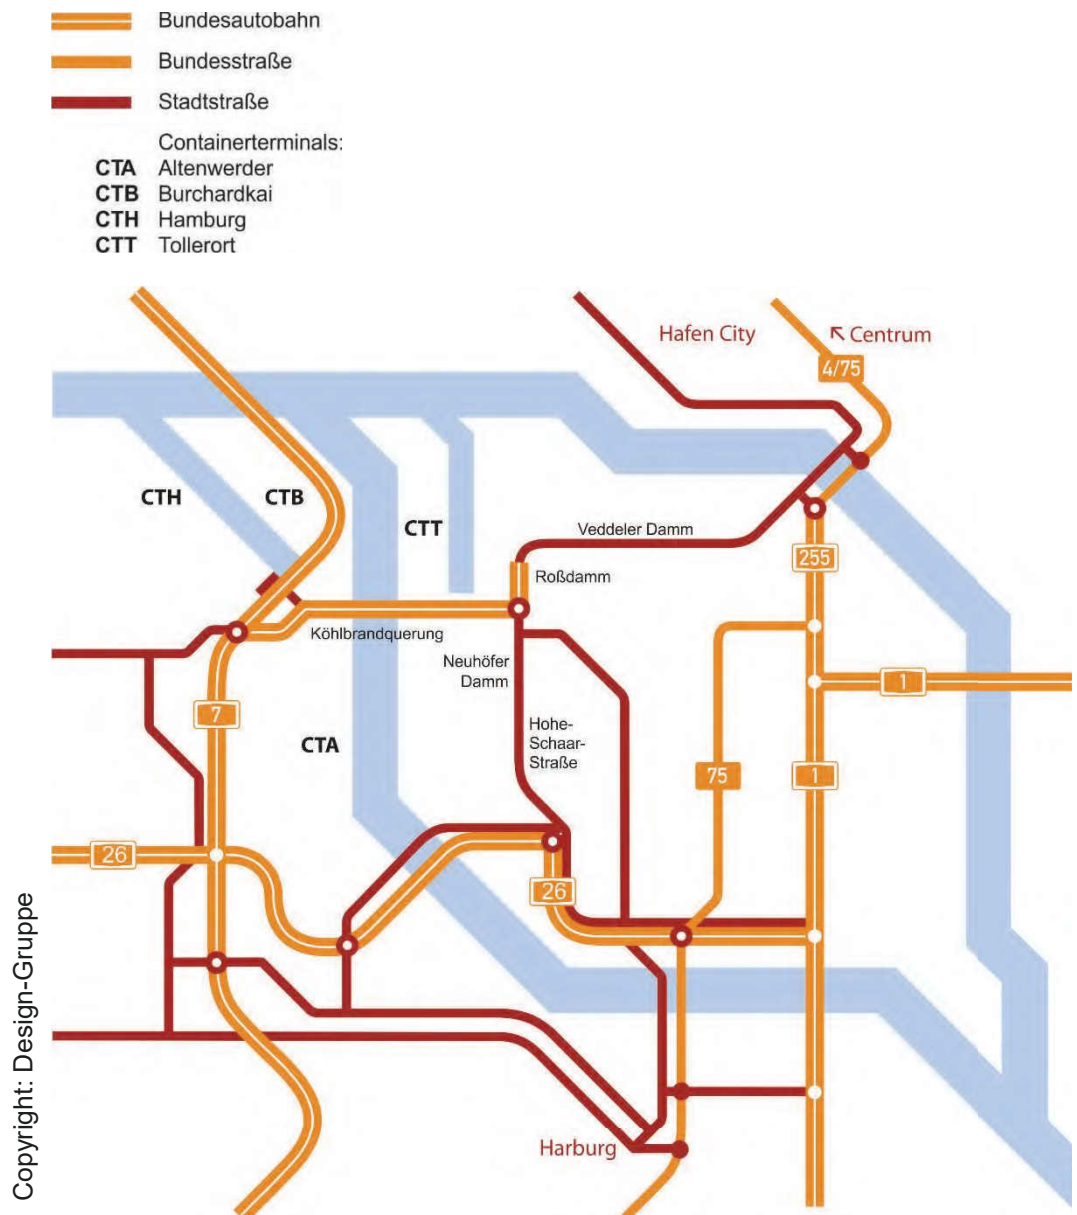 Bundesautobahn
Bundesstraße
Stadtstraße
Containerterminals:
CTA Altenwerder
CTB Burchardkai
CTH Hamburg
CTT Tollerort
Hafen City
Centrum
4/75
CTH
CTB
CTT
Veddeler Damm
255
Roßdamm
Köhlbrandquerung
Neuhöfer
Damm
1
7
CTA
Hohe-
Schaar-
Straße
75
1
26
26
Harburg
Copyright: Design-Gruppe